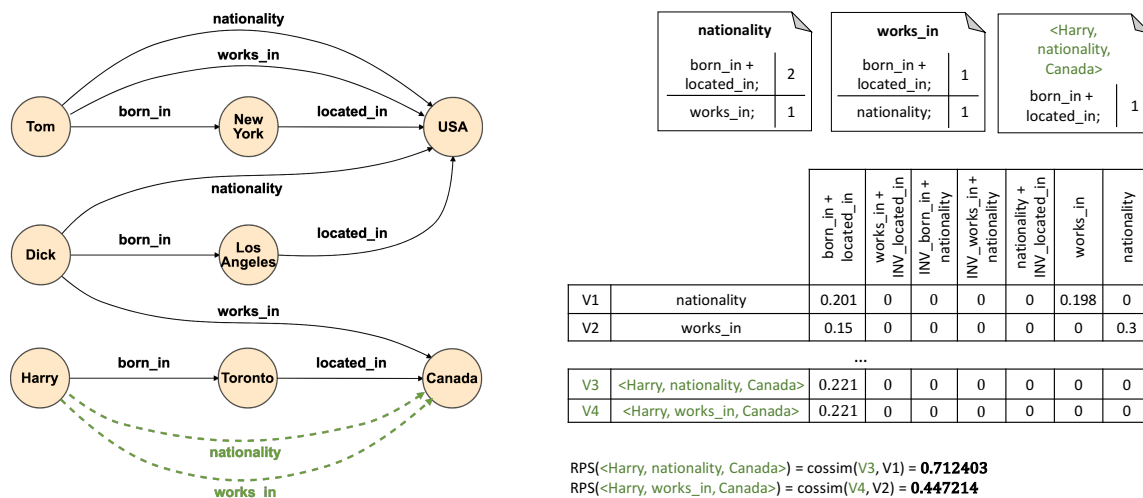 nationality
works_in
born_in
located_in
Tom
New
York
USA
nationality
born_in
located_in
Dick
Los
Angeles
works_in
born_in
located_in
Harry
Toronto
Canada
nationality
works_in
nationality
born_in +
located_in;
2
works_in;
1
works_in
born_in +
located_in;
1
nationality;
1
<Harry,
nationality,
Canada>
born_in +
located_in;
1
born_in +
located_in
works_in +
INV_located_in
INV_born_in +
nationality
INV_works_in +
nationality
nationality +
INV_located_in
works_in
nationality
V1 nationality 0.201 0 0 0 0 0.198 0
V2 works_in 0.15 0 0 0 0 0 0.3
...
V3 <Harry, nationality, Canada> 0.221 0 0 0 0 0 0
V4 <Harry, works_in, Canada> 0.221 0 0 0 0 0 0
RPS(<Harry, nationality, Canada>) = cossim(V3, V1) = 0.712403
RPS(<Harry, works_in, Canada>) = cossim(V4, V2) = 0.447214